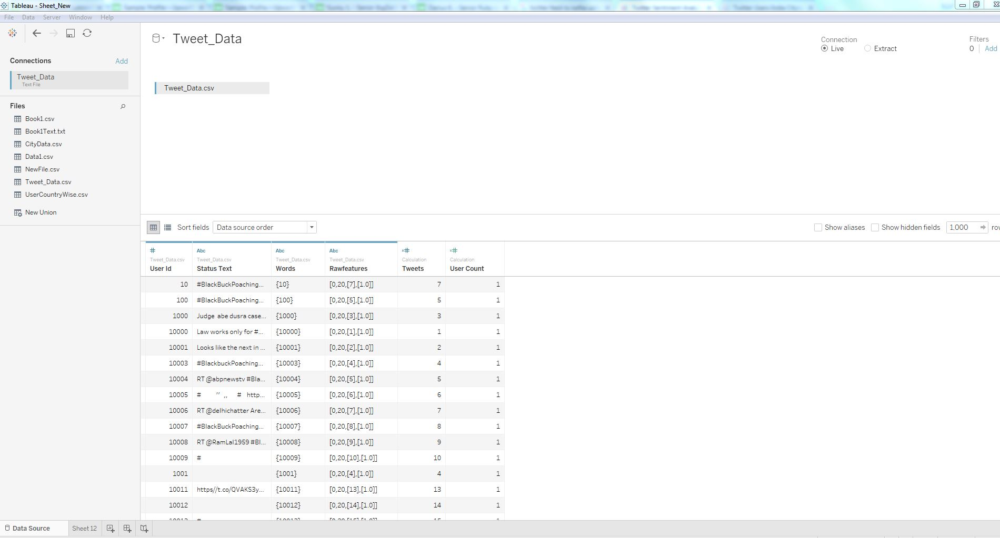 Tableau - Sheet_New
File Data Server Window Help
Connections Add
Tweet_Data
Text File
Files
Book1.csv
Book1Text.txt
CityData.csv
Data1.csv
NewFile.csv
Tweet_Data.csv
UserCountryWise.csv
New Union
Tweet_Data
Connection
Live Extract
Filters
0 Add
Tweet_Data.csv
Sort fields Data source order Show aliases Show hidden fields 1,000
# Abc Abc Abc =# =#
Tweet_Data.csv Tweet_Data.csv Tweet_Data.csv Tweet_Data.csv Calculation Calculation
User Id Status Text Words Rawfeatures Tweets User Count
10 #BlackBuckPoaching... {10} [0,20,[7],[1.0]] 7 1
100 #BlackBuckPoaching... {100} [0,20,[5],[1.0]] 5 1
1000 Judge abe dusra case... {1000} [0,20,[3],[1.0]] 3 1
10000 Law works only for #... {10000} [0,20,[1],[1.0]] 1 1
10001 Looks like the next in ... {10001} [0,20,[2],[1.0]] 2 1
10003 #BlackbuckPoaching... {10003} [0,20,[4],[1.0]] 4 1
10004 RT @abpnewstv #Bla... {10004} [0,20,[5],[1.0]] 5 1
10005 # ’’ ,, # http... {10005} [0,20,[6],[1.0]] 6 1
10006 RT @delhichatter Are... {10006} [0,20,[7],[1.0]] 7 1
10007 #BlackBuckPoaching... {10007} [0,20,[8],[1.0]] 8 1
10008 RT @RamLal1959 #Bl... {10008} [0,20,[9],[1.0]] 9 1
10009 # {10009} [0,20,[10],[1.0]] 10 1
1001 {1001} [0,20,[4],[1.0]] 4 1
10011 https//t.co/QVAKS3y... {10011} [0,20,[13],[1.0]] 13 1
10012 {10012} [0,20,[14],[1.0]] 14 1
Data Source Sheet 12